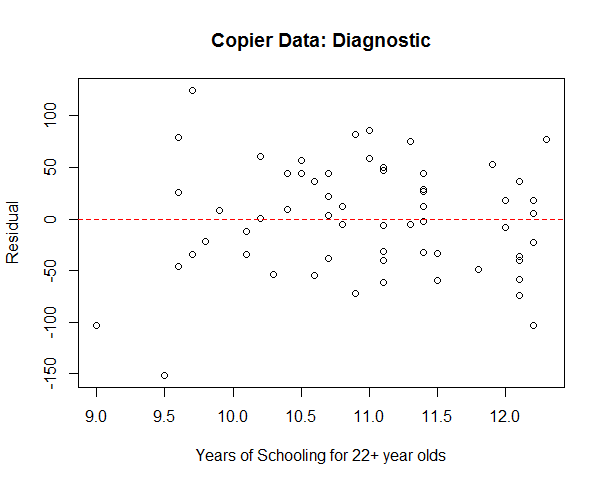 Copier Data: Diagnostic
Residual
100
50
0
-50
-100
-150
9.0 9.5 10.0 10.5 11.0 11.5 12.0
Years of Schooling for 22+ year olds